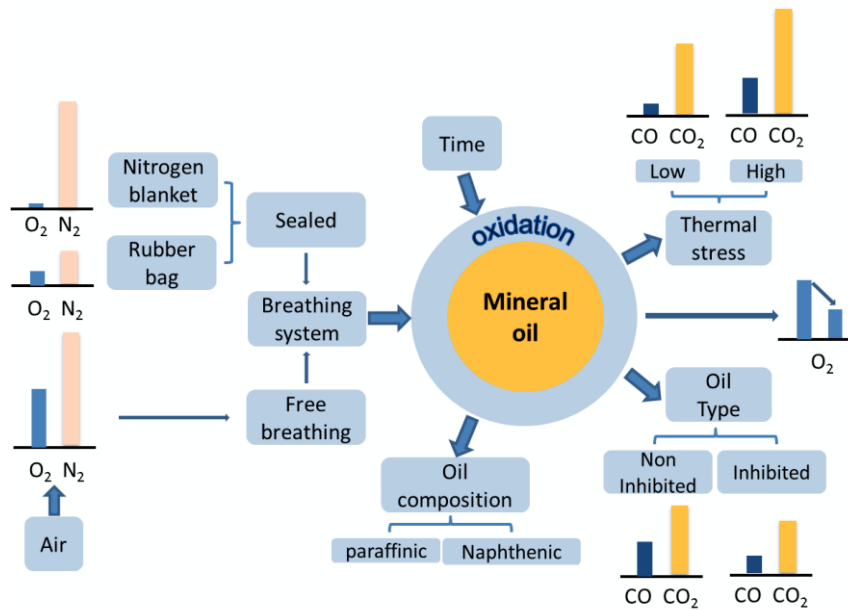 Time
CO CO₂
CO CO₂
Low
High
Thermal
stress
O₂ N₂
Nitrogen
blanket
Sealed
Rubber
bag
O₂ N₂
Breathing
system
oxidation
Mineral
oil
O₂
Free
breathing
O₂ N₂
Air
Oil
composition
paraffinic
Naphthenic
Oil
Type
Non
Inhibited
Inhibited
CO CO₂
CO CO₂